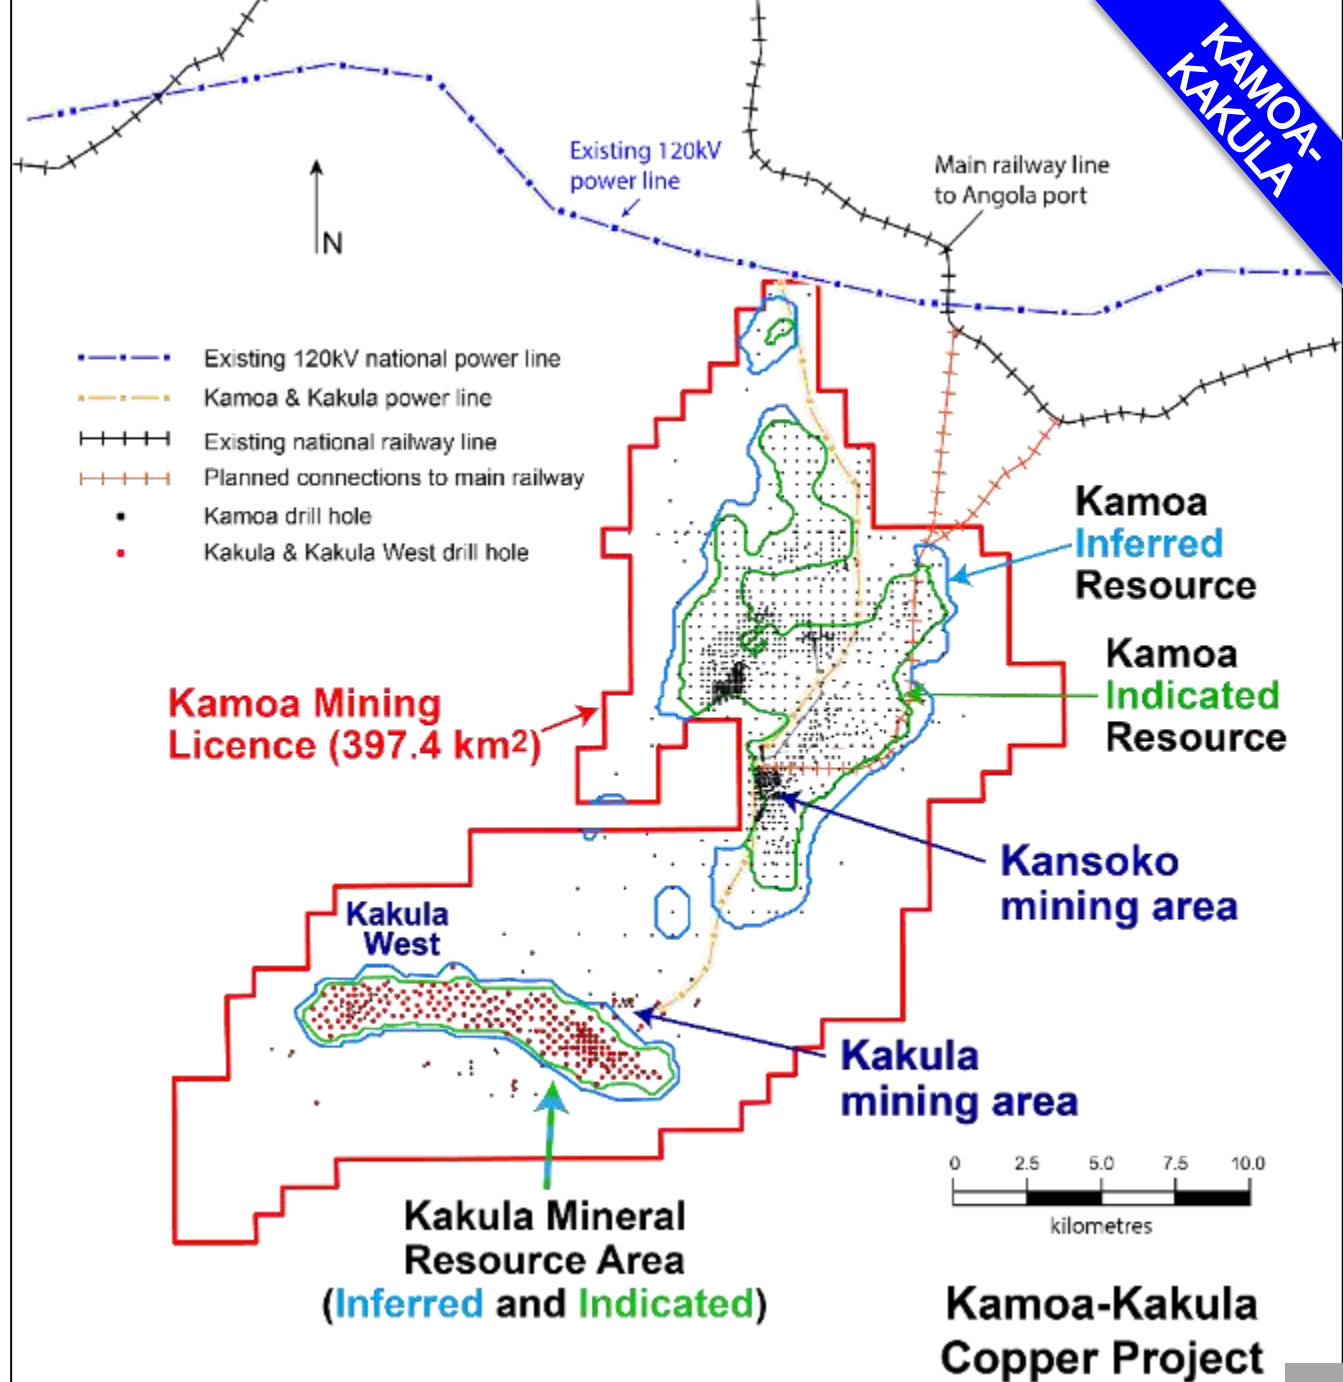 KAMOA-
KAKULA
Existing 120kV
power line
Main railway line
to Angola port
N
Existing 120kV national power line
Kamoa & Kakula power line
Existing national railway line
Planned connections to main railway
Kamoa drill hole
Kakula & Kakula West drill hole
Kamoa
Inferred
Resource
Kamoa
Indicated
Resource
Kamoa Mining
Licence (397.4 km²)
Kansoko
mining area
Kakula
West
Kakula
mining area
0 2.5 5.0 7.5 10.0
kilometres
Kakula Mineral
Resource Area
(Inferred and Indicated)
Kamoa-Kakula
Copper Project